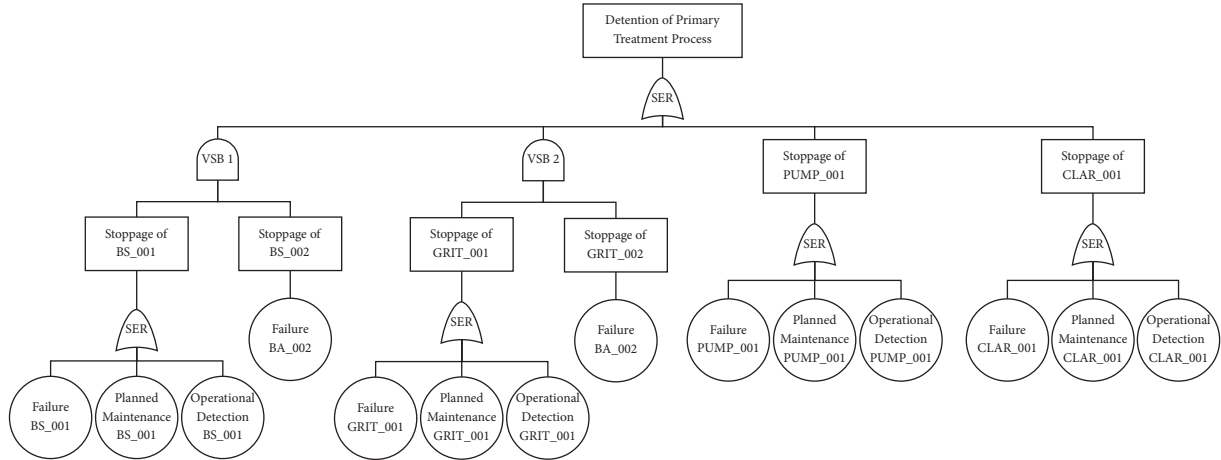 Detention of Primary
Treatment Process
SER
VSB 1
VSB 2
Stoppage of
PUMP_001
Stoppage of
CLAR_001
Stoppage of
BS_001
Stoppage of
BS_002
Stoppage of
GRIT_001
Stoppage of
GRIT_002
SER
SER
SER
Failure
BA_002
SER
Failure
BA_002
Failure
PUMP_001
Planned
Maintenance
PUMP_001
Operational
Detection
PUMP_001
Failure
CLAR_001
Planned
Maintenance
CLAR_001
Operational
Detection
CLAR_001
Failure
BS_001
Planned
Maintenance
BS_001
Operational
Detection
BS_001
Failure
GRIT_001
Planned
Maintenance
GRIT_001
Operational
Detection
GRIT_001